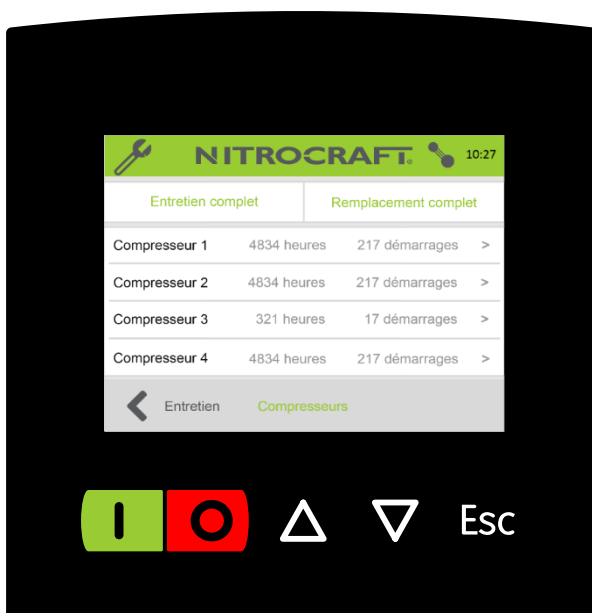 NITROCRAFT. 10:27
Entretien complet Remplacement complet
Compresseur 1 4834 heures 217 démarrages >
Compresseur 2 4834 heures 217 démarrages >
Compresseur 3 321 heures 17 démarrages >
Compresseur 4 4834 heures 217 démarrages >
Entretien Compresseurs
Esc